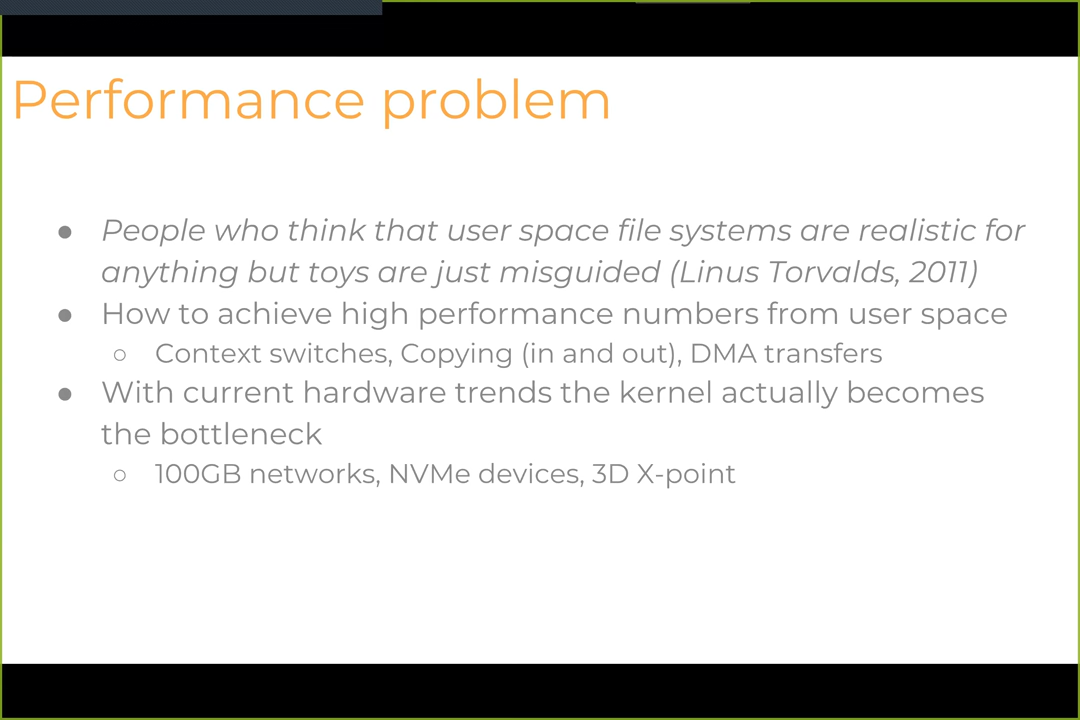 Performance problem
● People who think that user space file systems are realistic for
anything but toys are just misguided (Linus Torvalds, 2011)
● How to achieve high performance numbers from user space
○ Context switches, Copying (in and out), DMA transfers
● With current hardware trends the kernel actually becomes
the bottleneck
○ 100GB networks, NVMe devices, 3D X-point